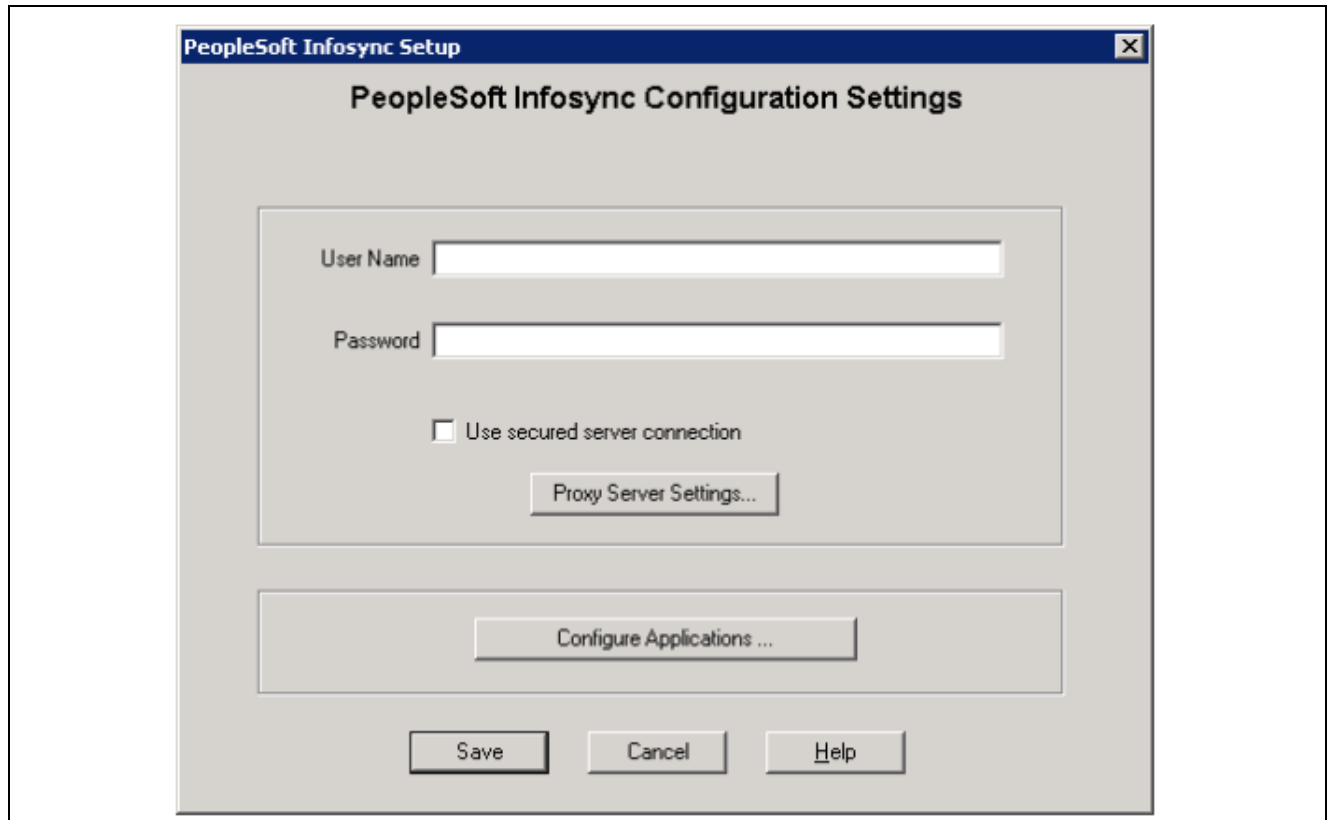 PeopleSoft Infosync Setup
PeopleSoft Infosync Configuration Settings
User Name
Password
Use secured server connection
Proxy Server Settings...
Configure Applications ...
Save Cancel Help